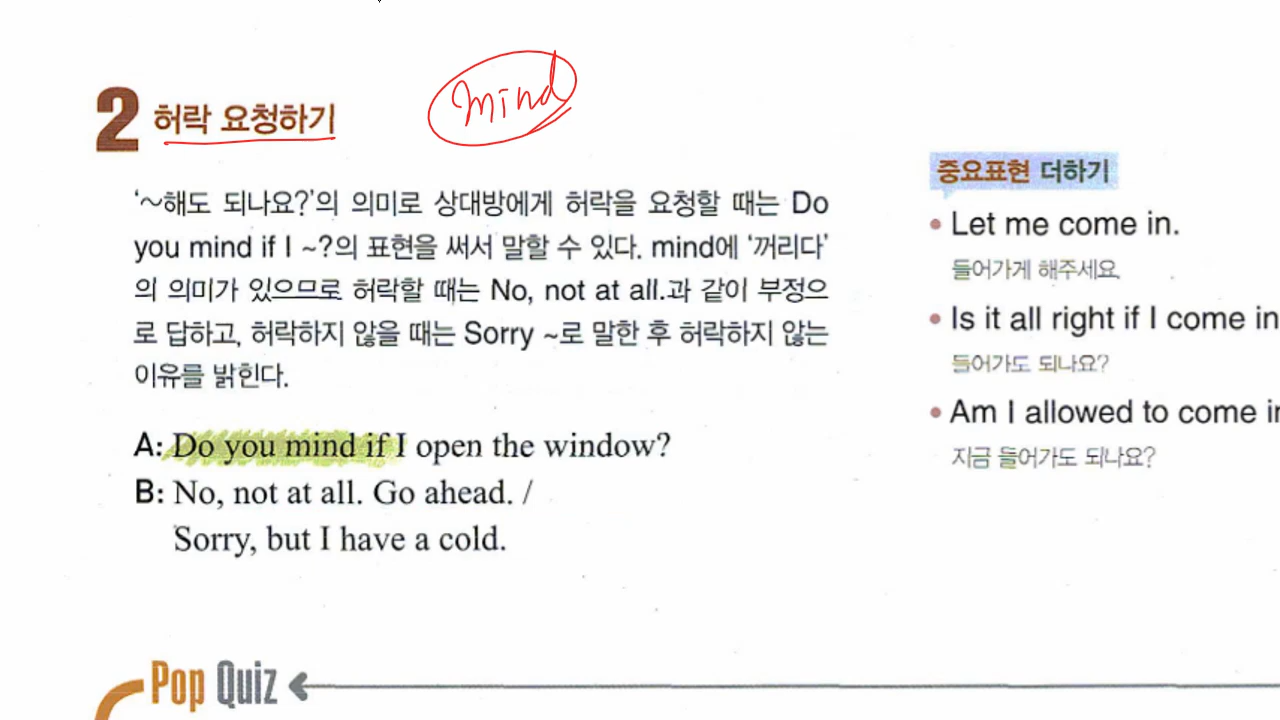 2 허락 요청하기
mind
'~해도 되나요?'의 의미로 상대방에게 허락을 요청할 때는 Do
you mind if I ~?의 표현을 써서 말할 수 있다. mind에 '꺼리다'
의 의미가 있으므로 허락할 때는 No, not at all.과 같이 부정으
로 답하고, 허락하지 않을 때는 Sorry ~로 말한 후 허락하지 않는
이유를 밝힌다.
A: Do you mind if I open the window?
B: No, not at all. Go ahead. /
Sorry, but I have a cold.
중요표현 더하기
• Let me come in.
들어가게 해주세요.
• Is it all right if I come in
들어가도 되나요?
• Am I allowed to come in
지금 들어가도 되나요?
Pop Quiz